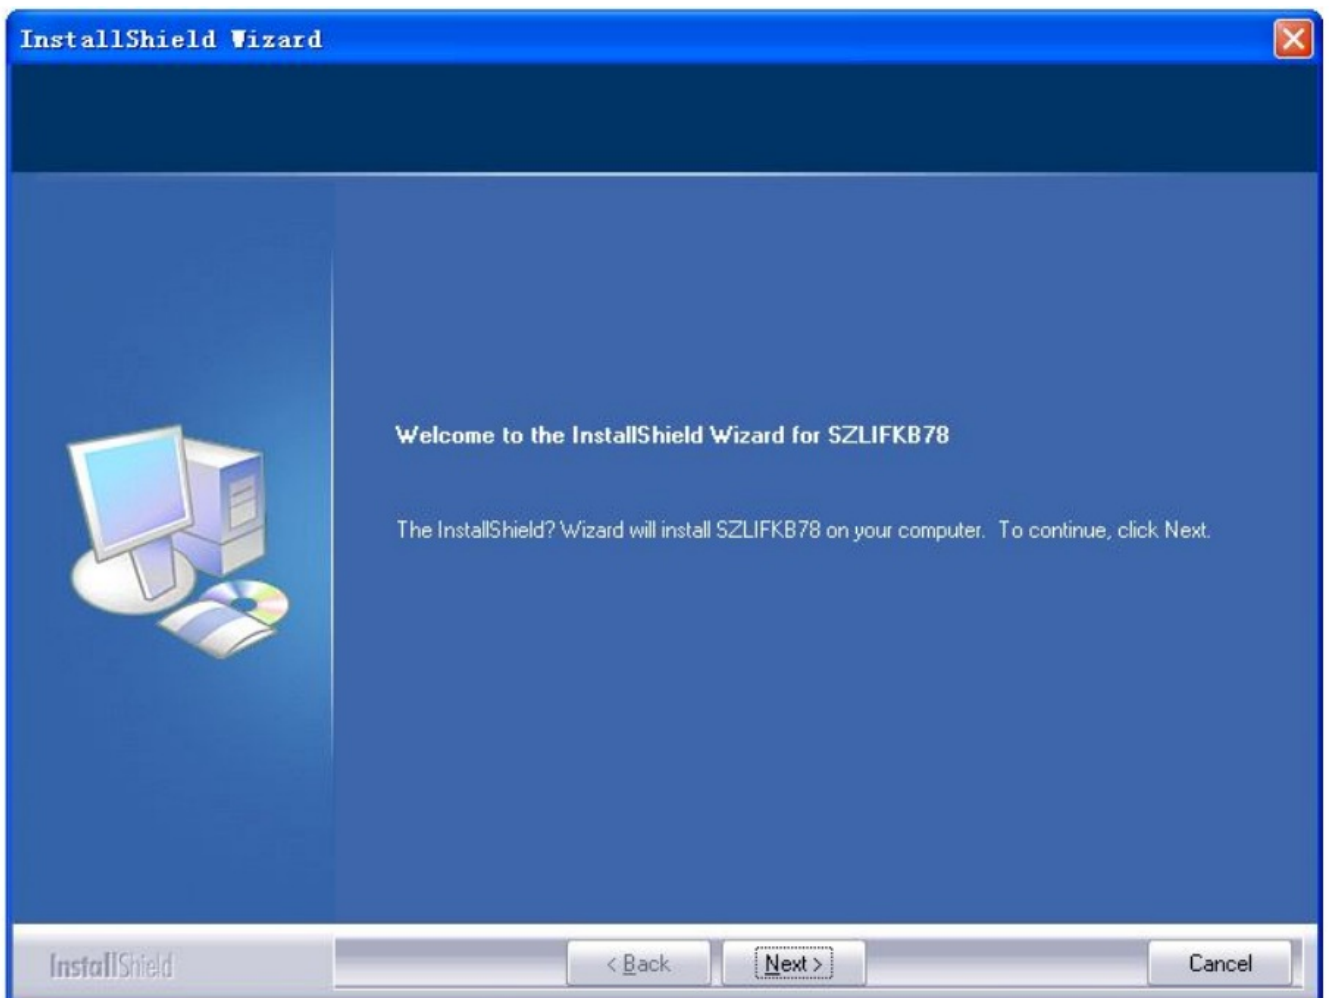 InstallShield Wizard
Welcome to the InstallShield Wizard for SZLIFKB78
The InstallShield? Wizard will install SZLIFKB78 on your computer.  To continue, click Next.
InstallShield
< Back
Next >
Cancel